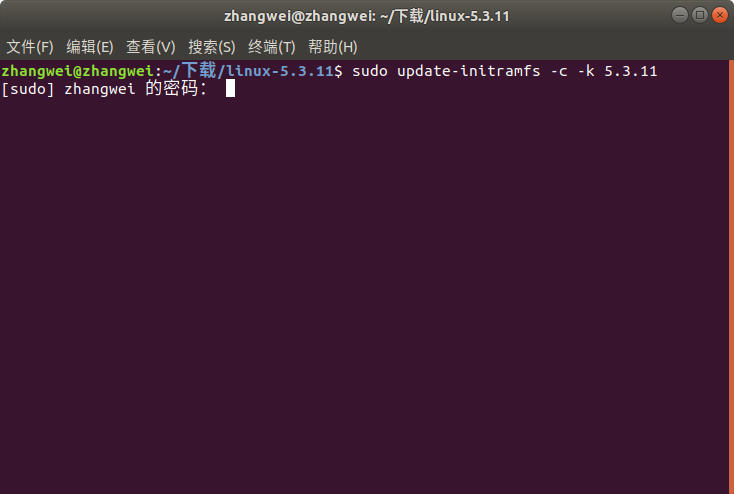 zhangwei@zhangwei: ~/下载/linux-5.3.11
文件(F) 编辑(E) 查看(V) 搜索(S) 终端(T) 帮助(H)
zhangwei@zhangwei:~/下载/linux-5.3.11$ sudo update-initramfs -c -k 5.3.11
[sudo] zhangwei 的密码：